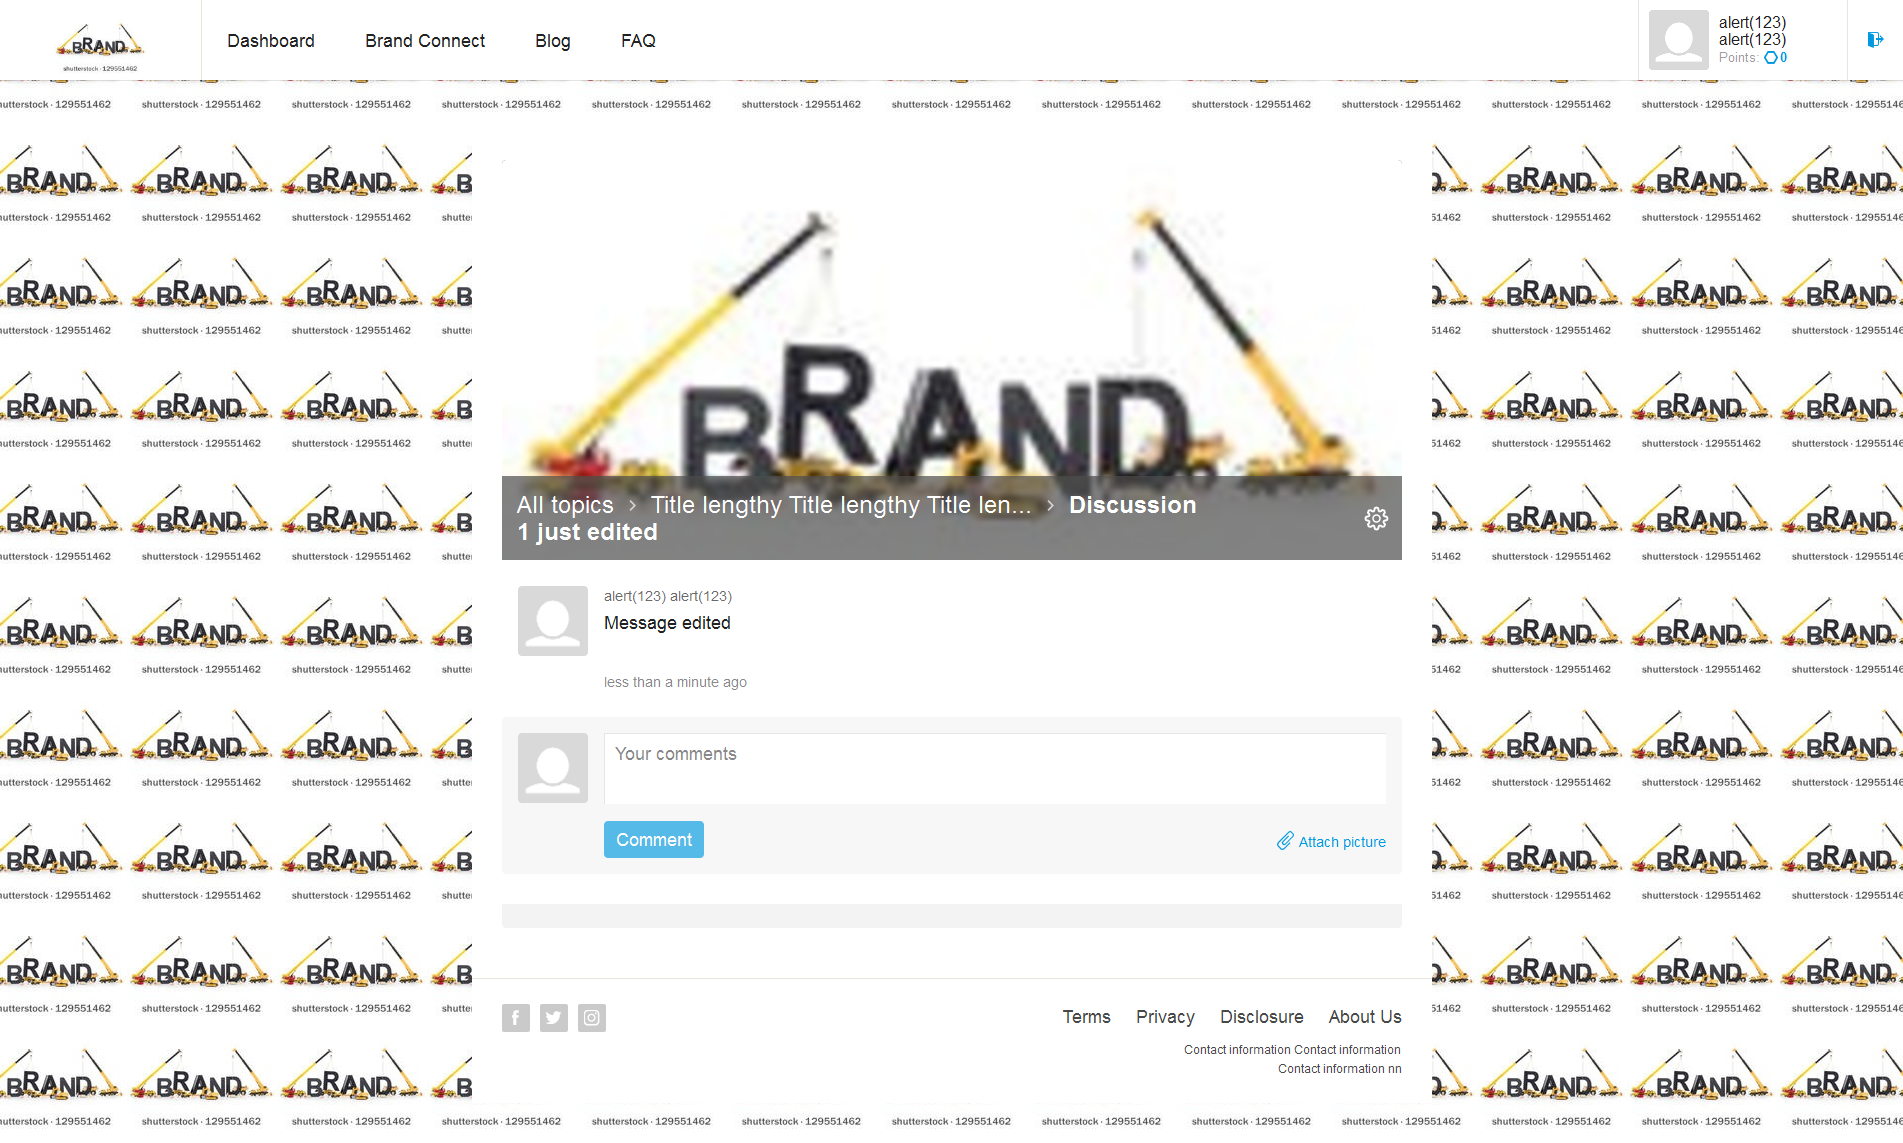 BRAND
shutterstock · 129551462
Dashboard
Brand Connect
Blog
FAQ
alert(123)
alert(123)
Points: 0
BRAND
All topics › Title lengthy Title lengthy Title len... › Discussion
1 just edited
alert(123) alert(123)
Message edited
less than a minute ago
Your comments
Comment
Attach picture
Terms
Privacy
Disclosure
About Us
Contact information Contact information
Contact information nn